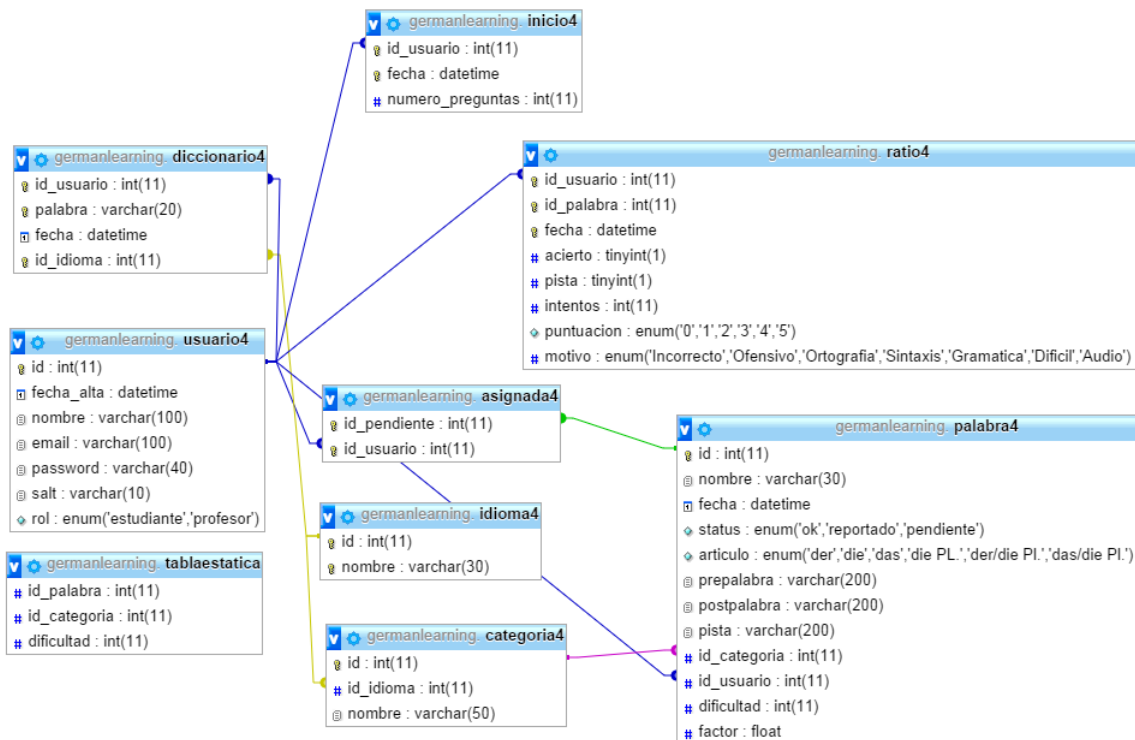 germanlearning. inicio4
id_usuario : int(11)
fecha : datetime
numero_preguntas : int(11)
germanlearning. diccionario4
id_usuario : int(11)
palabra : varchar(20)
fecha : datetime
id_idioma : int(11)
germanlearning. ratio4
id_usuario : int(11)
id_palabra : int(11)
fecha : datetime
acierto : tinyint(1)
pista : tinyint(1)
intentos : int(11)
puntuacion : enum('0','1','2','3','4','5')
motivo : enum('Incorrecto','Ofensivo','Ortografia','Sintaxis','Gramatica','Dificil','Audio')
germanlearning. usuario4
id : int(11)
fecha_alta : datetime
nombre : varchar(100)
email : varchar(100)
password : varchar(40)
salt : varchar(10)
rol : enum('estudiante','profesor')
germanlearning. asignada4
id_pendiente : int(11)
id_usuario : int(11)
germanlearning. palabra4
id : int(11)
nombre : varchar(30)
fecha : datetime
status : enum('ok','reportado','pendiente')
articulo : enum('der','die','das','die PL.','der/die Pl.','das/die Pl.')
prepalabra : varchar(200)
postpalabra : varchar(200)
pista : varchar(200)
id_categoria : int(11)
id_usuario : int(11)
dificultad : int(11)
factor : float
germanlearning. idioma4
id : int(11)
nombre : varchar(30)
germanlearning. tablaestatica
id_palabra : int(11)
id_categoria : int(11)
dificultad : int(11)
germanlearning. categoria4
id : int(11)
id_idioma : int(11)
nombre : varchar(50)